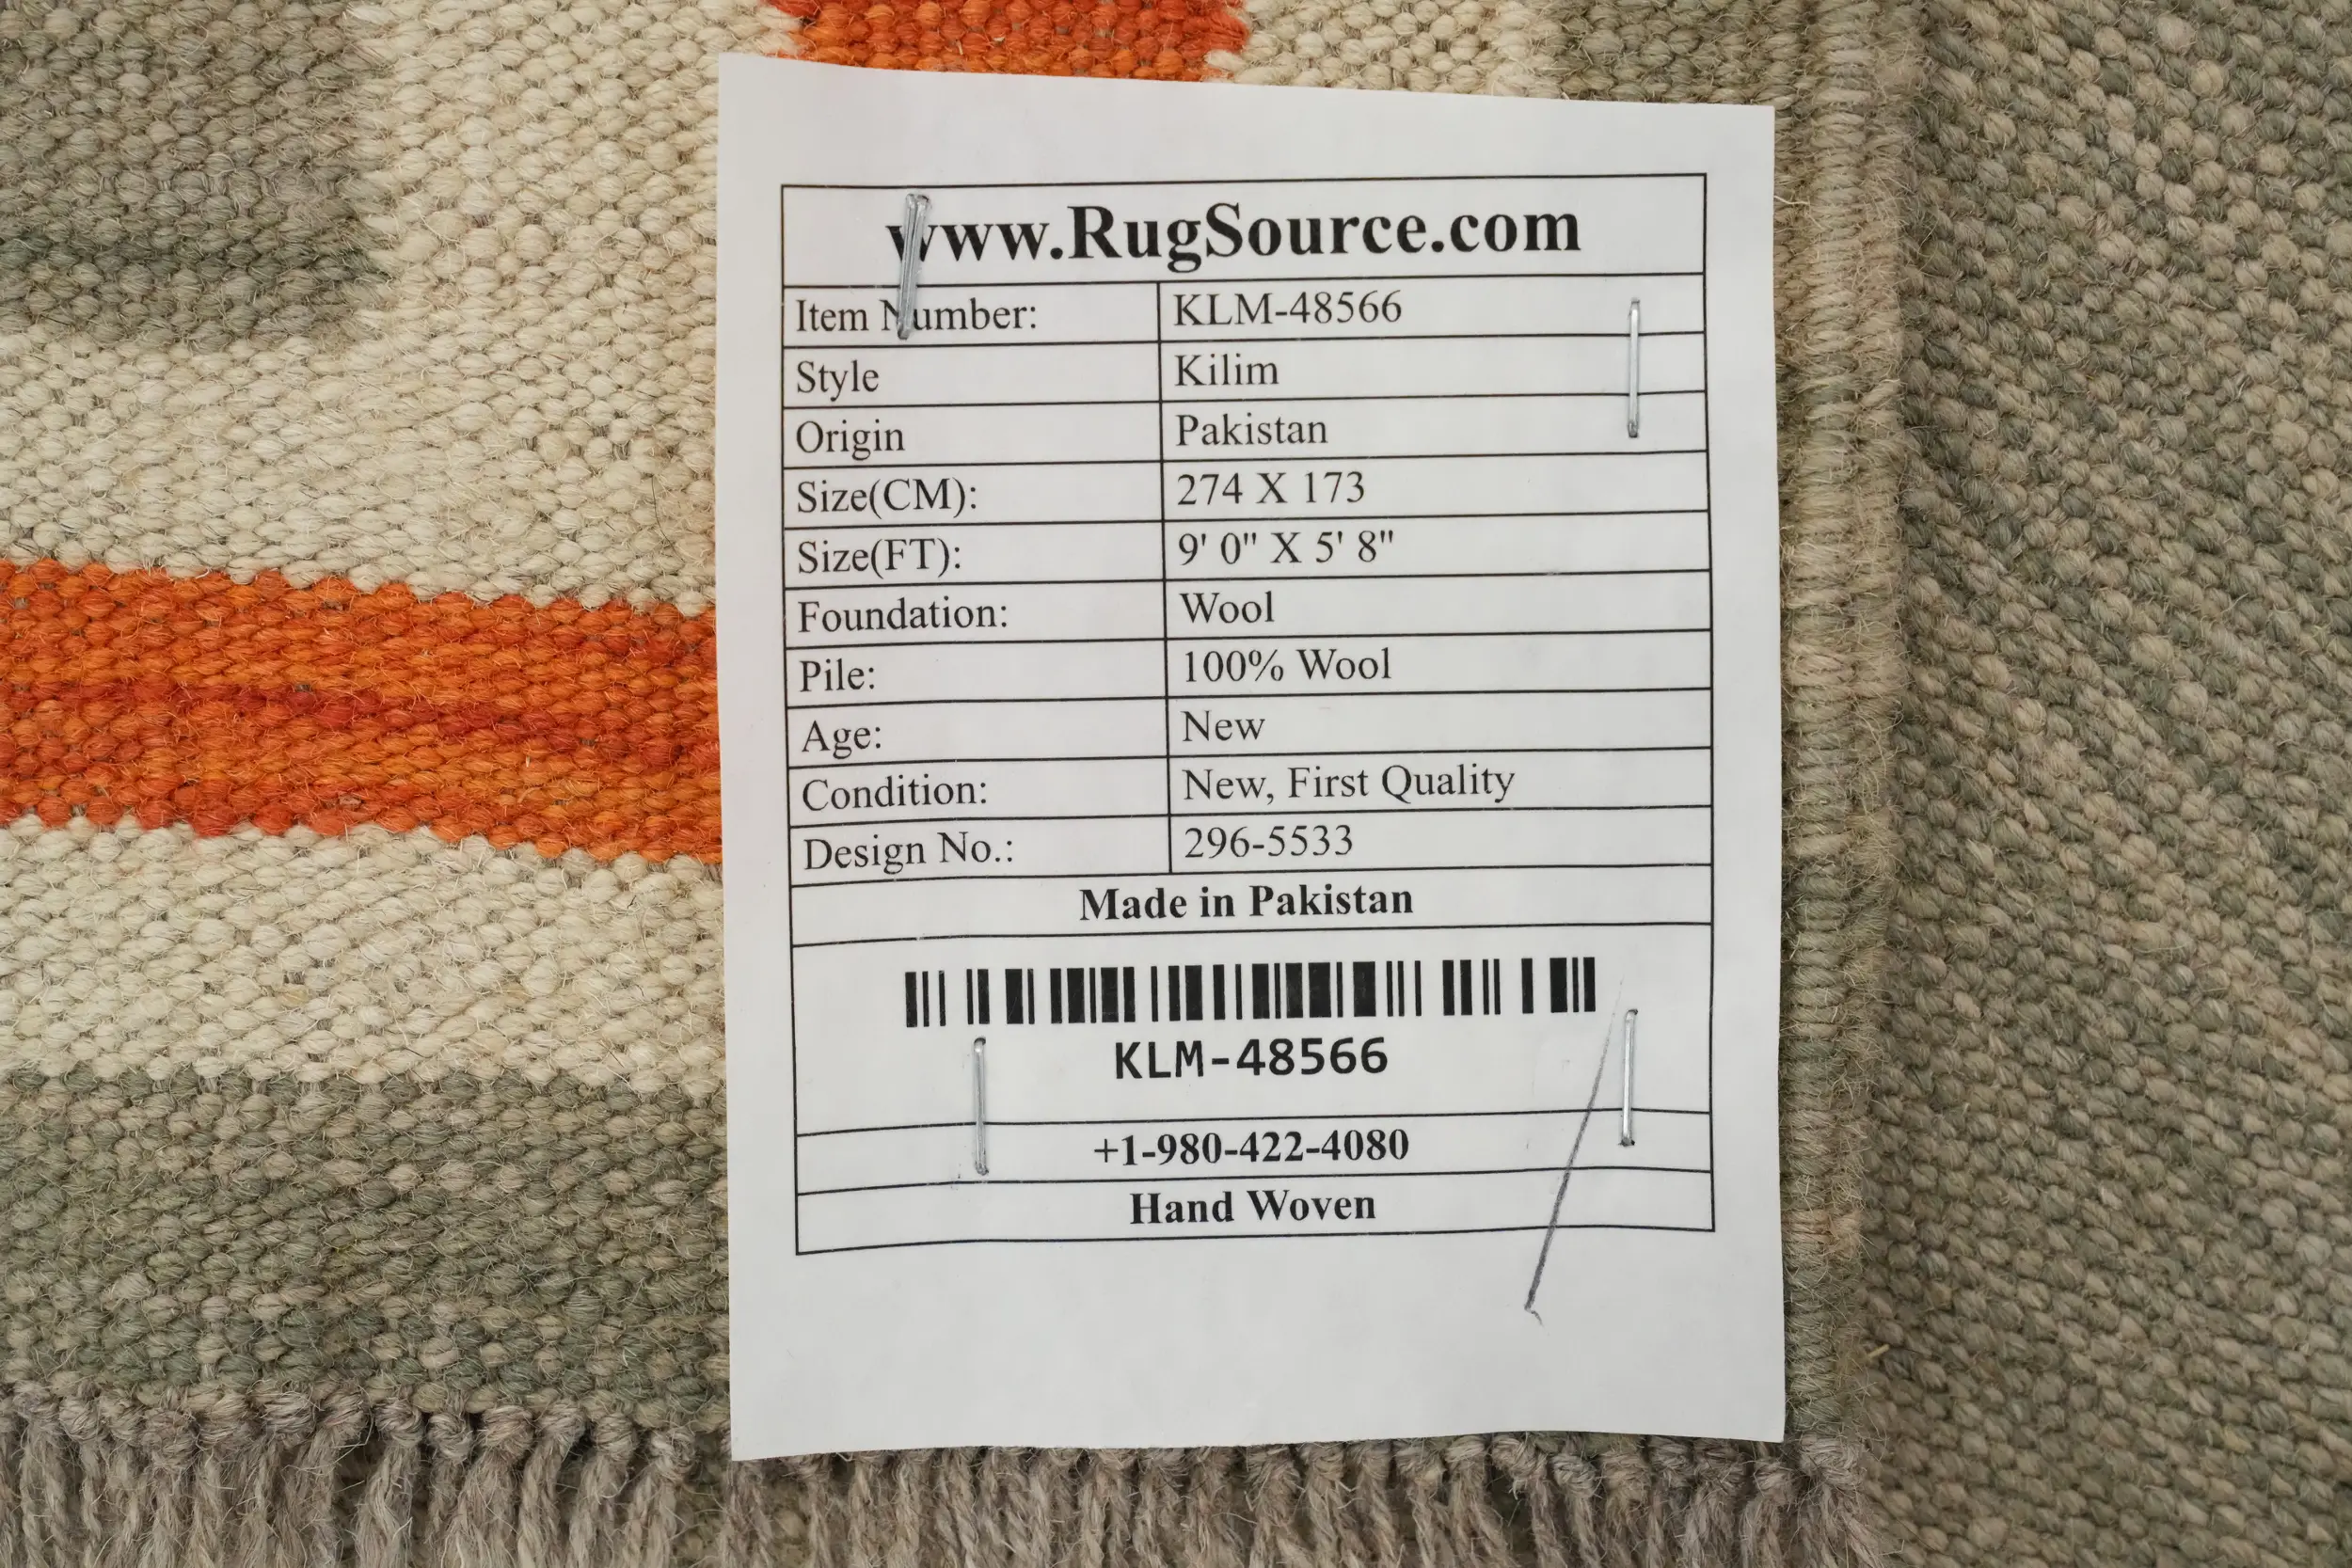 www.RugSource.com
Item Number: KLM-48566
Style Kilim
Origin Pakistan
Size(CM): 274 X 173
Size(FT): 9' 0" X 5' 8"
Foundation: Wool
Pile: 100% Wool
Age: New
Condition: New, First Quality
Design No.: 296-5533
Made in Pakistan
KLM-48566
+1-980-422-4080
Hand Woven